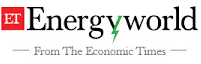 ET Energyworld
— From The Economic Times —